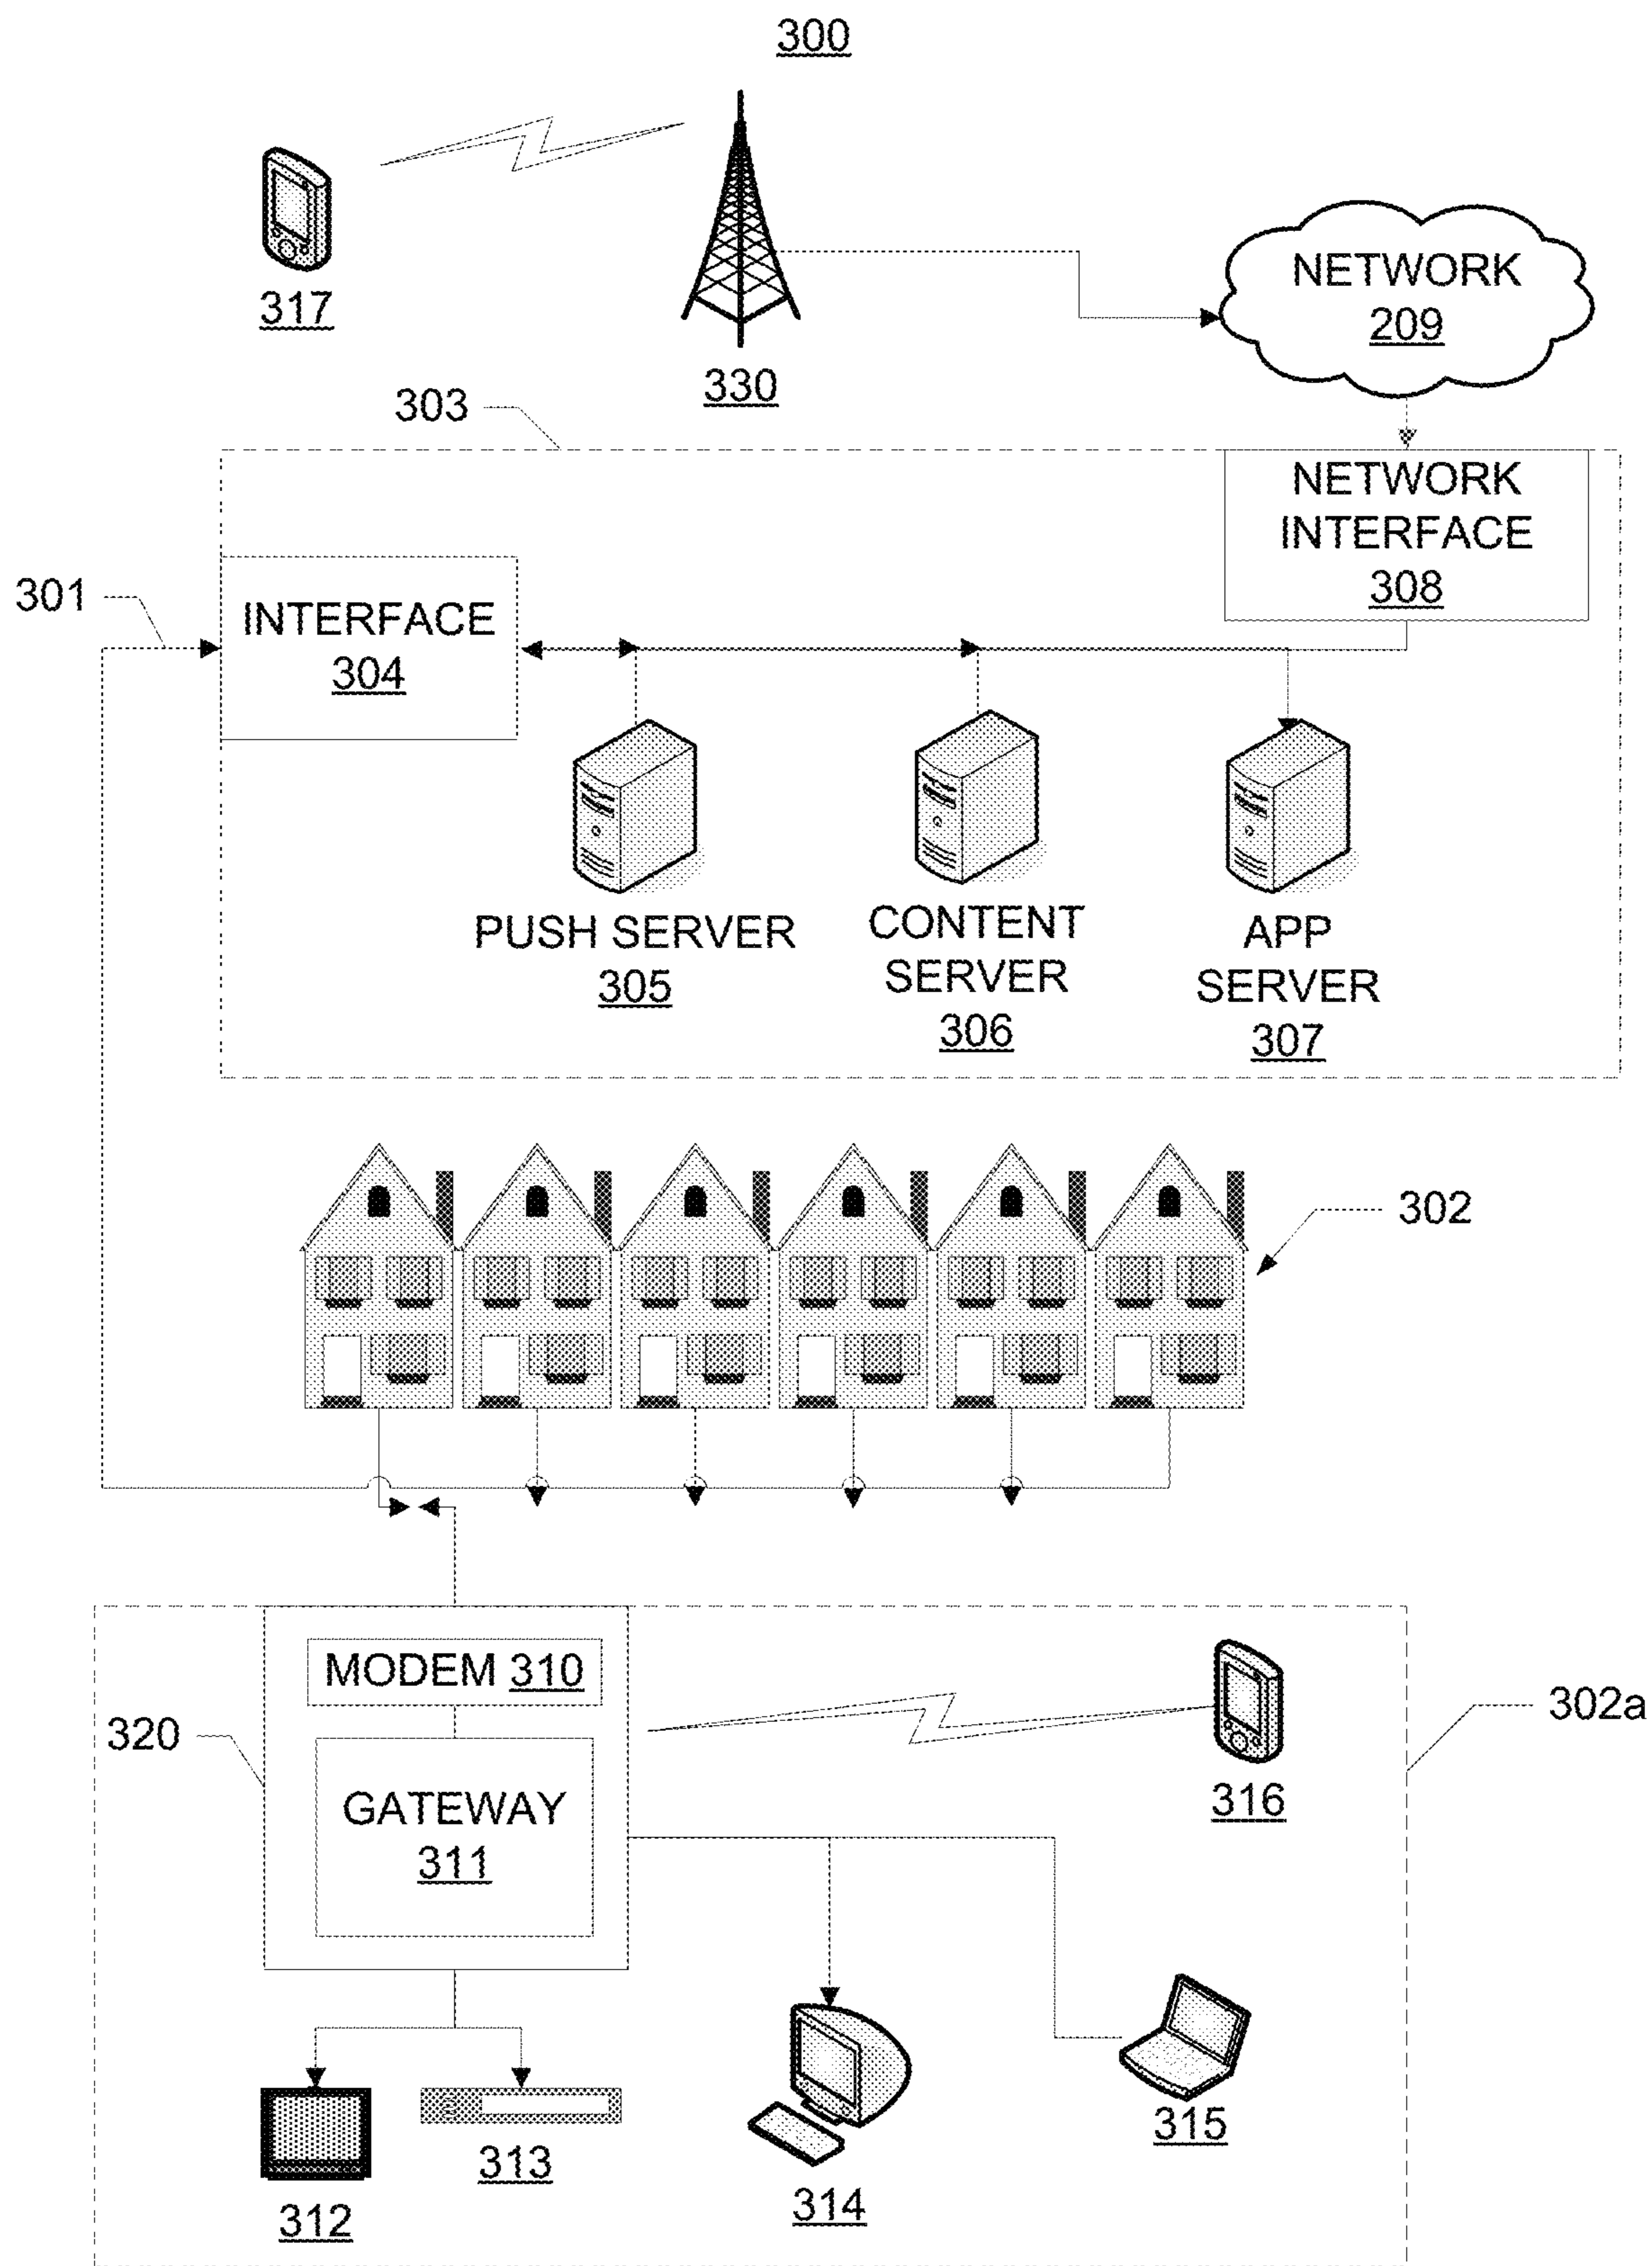 300
317
330
NETWORK
209
303
NETWORK
INTERFACE
308
301
INTERFACE
304
PUSH SERVER
305
CONTENT
SERVER
306
APP
SERVER
307
302
MODEM 310
320
GATEWAY
311
316
302a
312
313
314
315